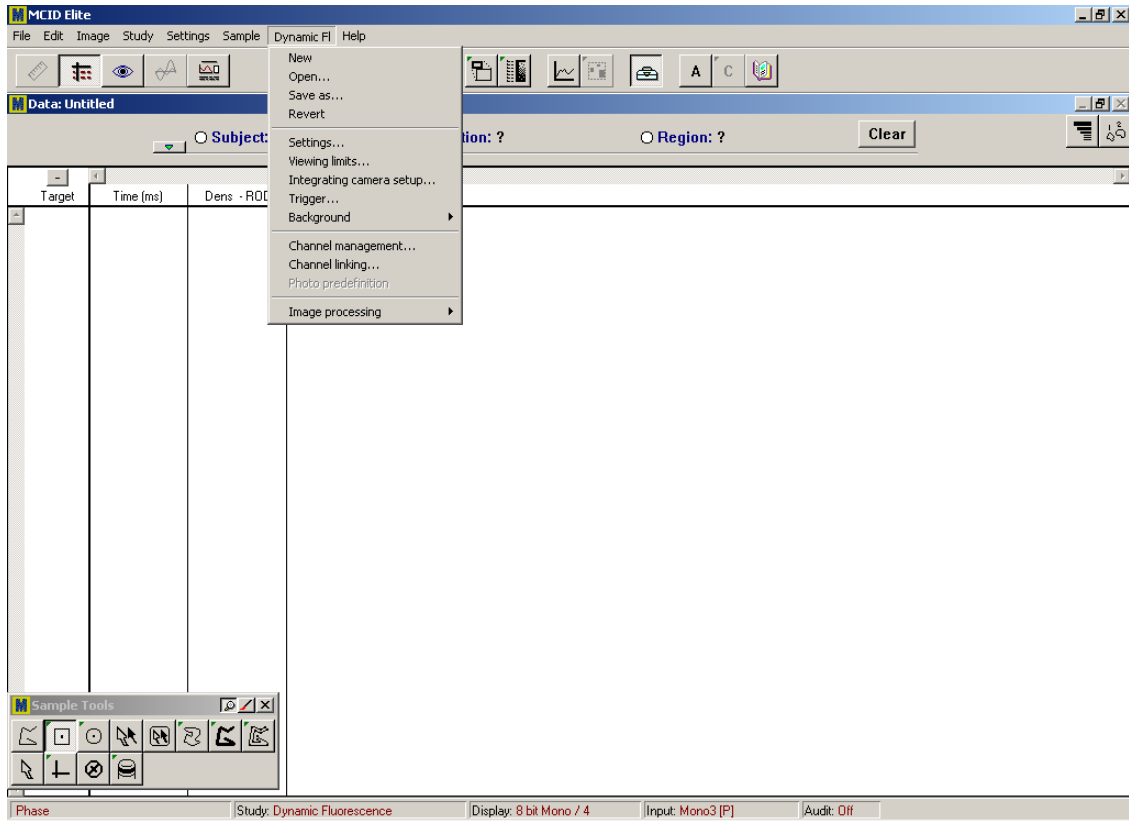 MCID Elite
File Edit Image Study Settings Sample Dynamic Fl Help
A C
New
Open...
Save as...
Revert
Settings...
Viewing limits...
Integrating camera setup...
Trigger...
Background
Channel management...
Channel linking...
Photo predefinition
Image processing
Data: Untitled
Subject: tion: ? Region: ? Clear
1 2
Target Time (ms) Dens - ROD
Sample Tools
Phase Study: Dynamic Fluorescence Display: 8 bit Mono / 4 Input: Mono3 [P] Audit: Off